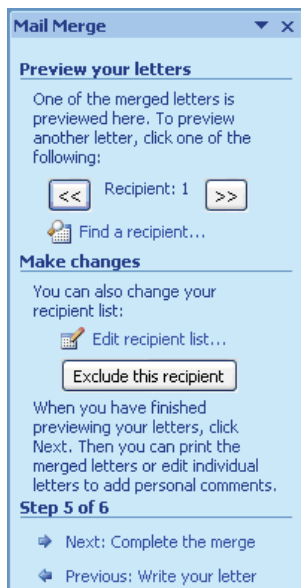 Mail Merge
Preview your letters
One of the merged letters is
previewed here. To preview
another letter, click one of the
following:
<< Recipient: 1 >>
Find a recipient...
Make changes
You can also change your
recipient list:
Edit recipient list...
Exclude this recipient
When you have finished
previewing your letters, click
Next. Then you can print the
merged letters or edit individual
letters to add personal comments.
Step 5 of 6
Next: Complete the merge
Previous: Write your letter